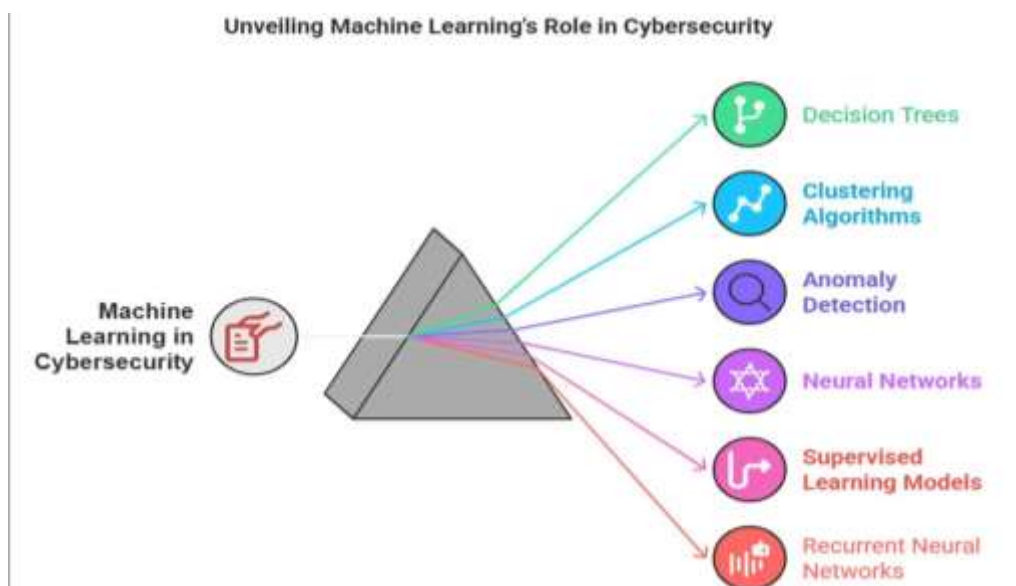 Unveiling Machine Learning's Role in Cybersecurity
Decision Trees
Clustering
Algorithms
Anomaly
Detection
Machine
Learning in
Cybersecurity
Neural Networks
Supervised
Learning Models
Recurrent Neural
Networks